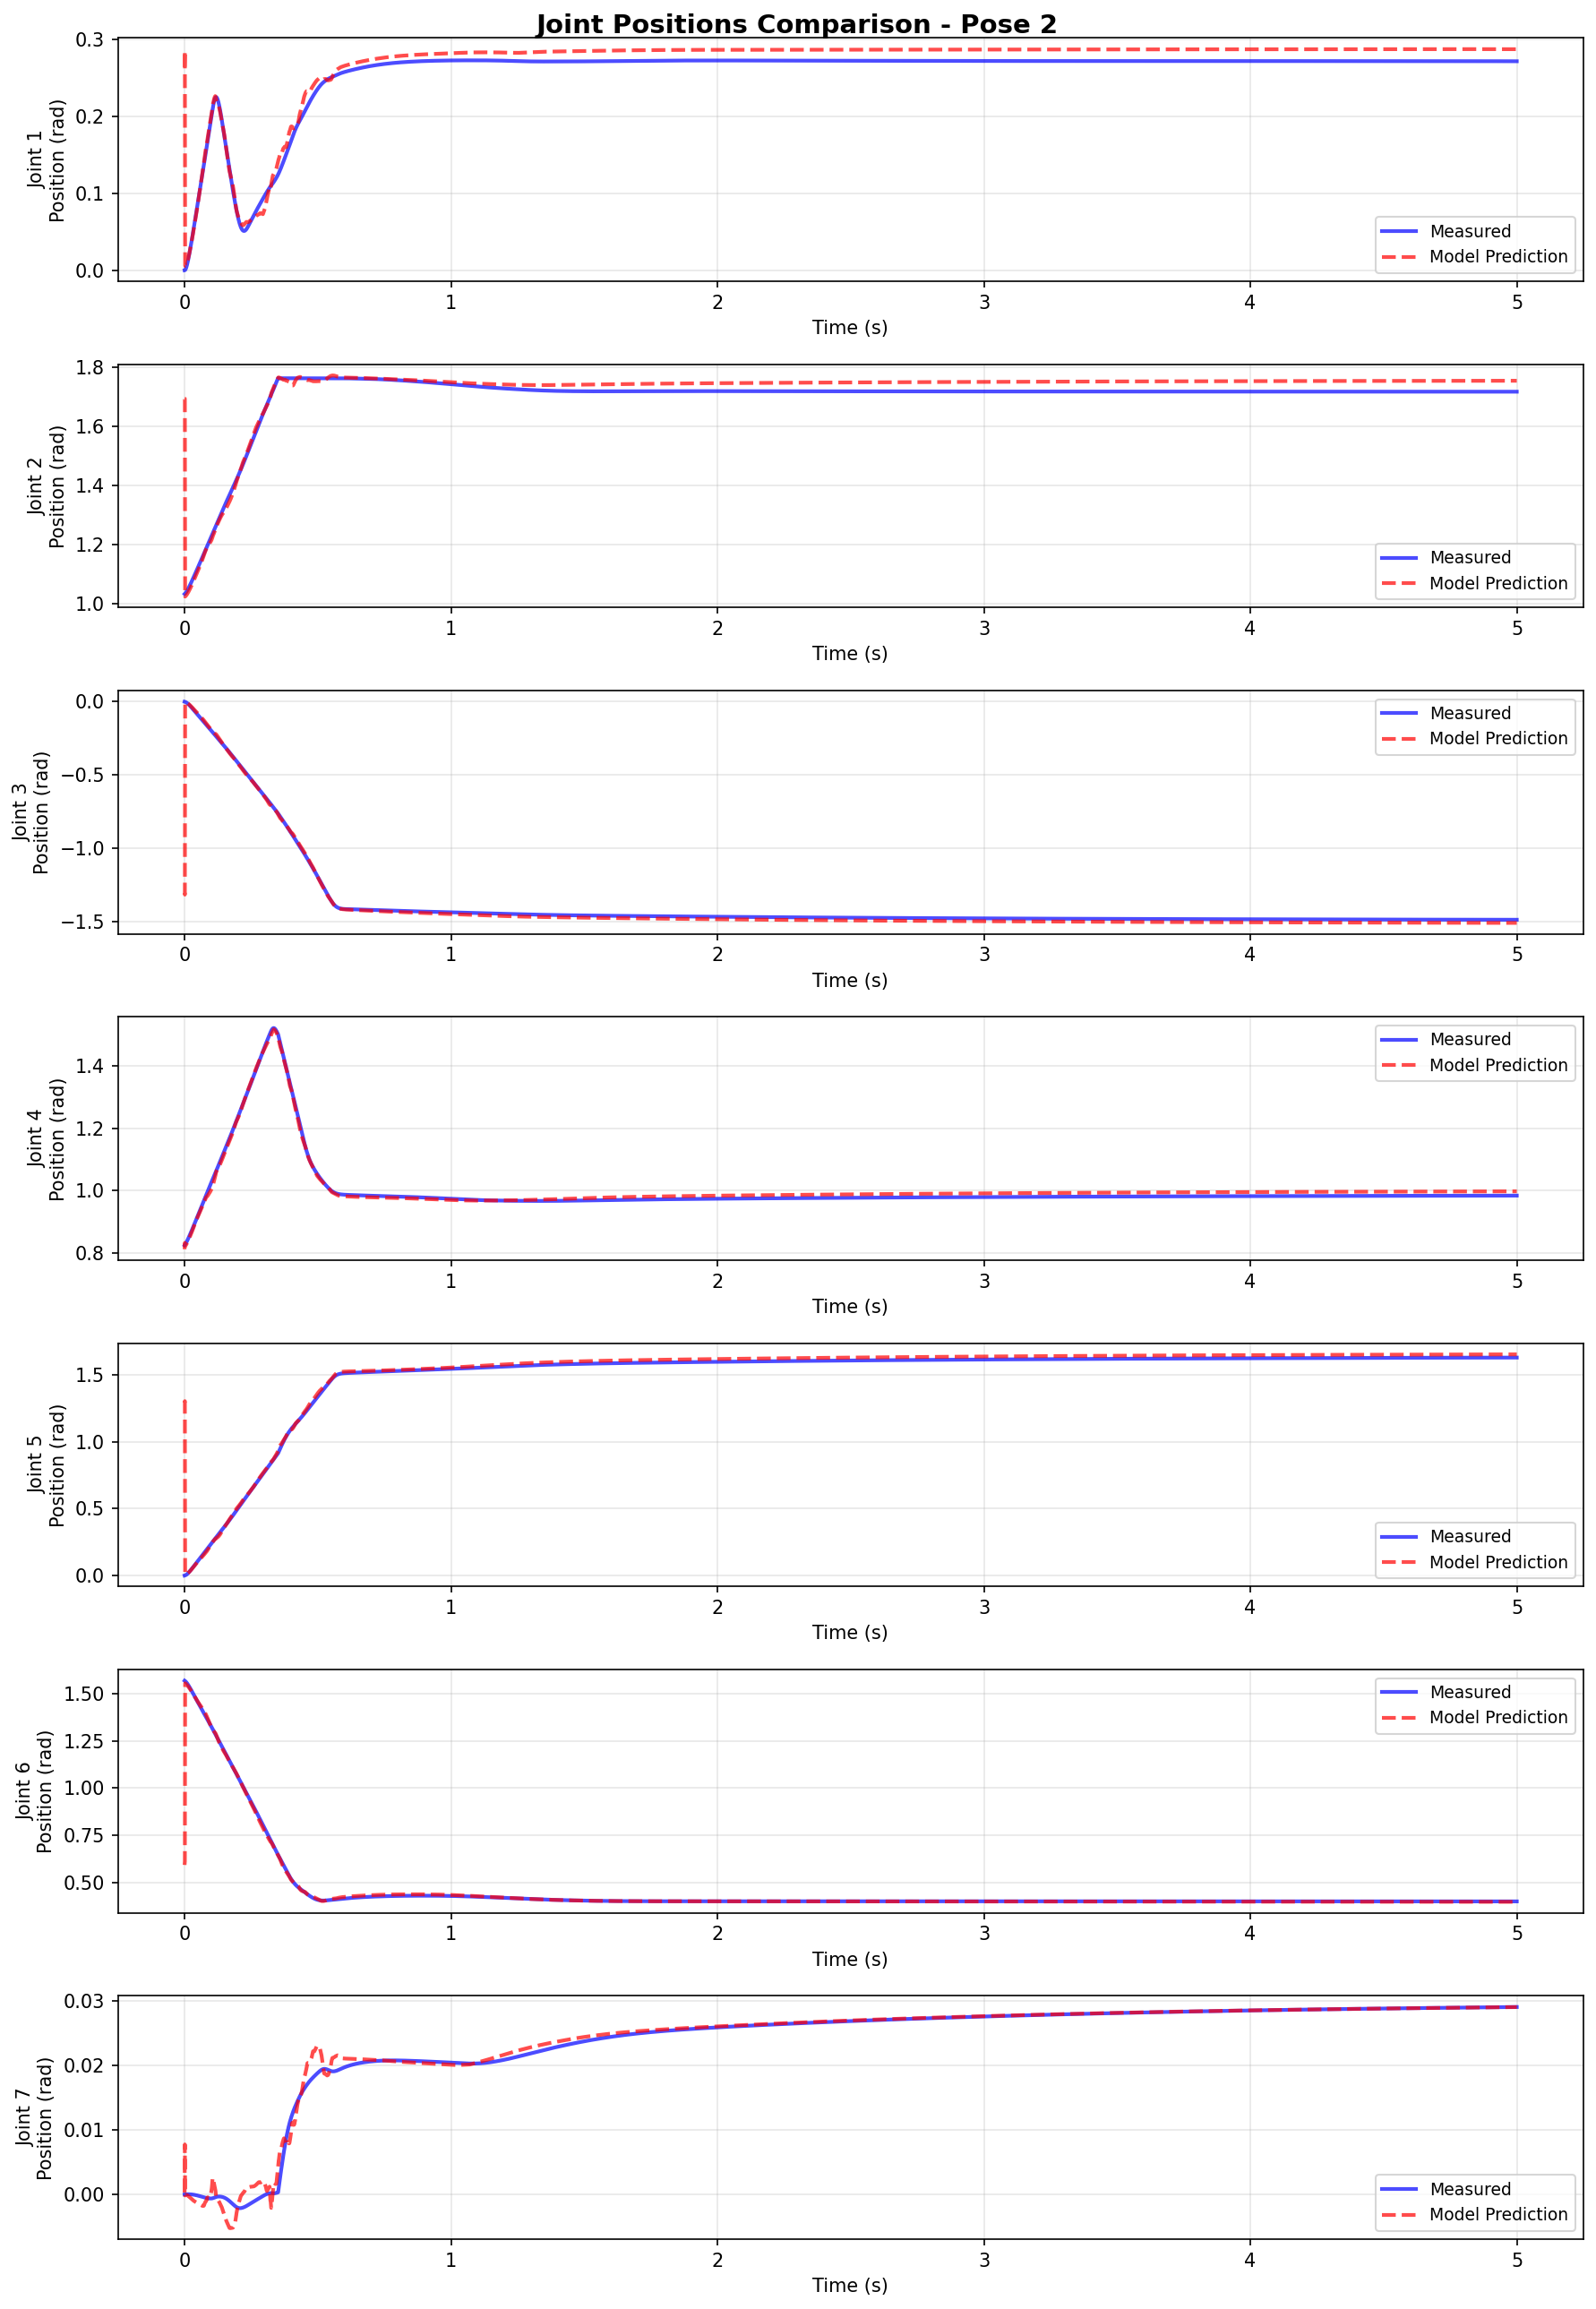 Joint Positions Comparison - Pose 2
0.3
0.2
0.1
0.0
Joint 1
Position (rad)
Measured
Model Prediction
0 1 2 3 4 5
Time (s)
1.8
1.6
1.4
1.2
1.0
Joint 2
Position (rad)
Measured
Model Prediction
0 1 2 3 4 5
Time (s)
0.0
−0.5
−1.0
−1.5
Joint 3
Position (rad)
Measured
Model Prediction
0 1 2 3 4 5
Time (s)
1.4
1.2
1.0
0.8
Joint 4
Position (rad)
Measured
Model Prediction
0 1 2 3 4 5
Time (s)
1.5
1.0
0.5
0.0
Joint 5
Position (rad)
Measured
Model Prediction
0 1 2 3 4 5
Time (s)
1.50
1.25
1.00
0.75
0.50
Joint 6
Position (rad)
Measured
Model Prediction
0 1 2 3 4 5
Time (s)
0.03
0.02
0.01
0.00
Joint 7
Position (rad)
Measured
Model Prediction
0 1 2 3 4 5
Time (s)